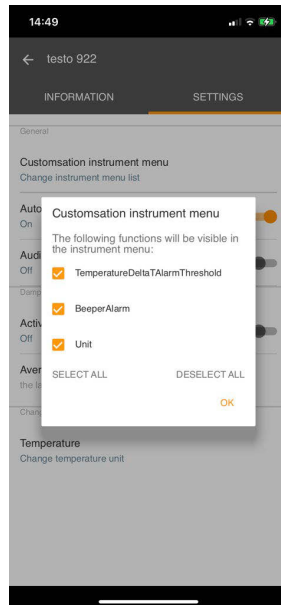 14:49
testo 922
INFORMATION SETTINGS
General
Customsation instrument menu
Change instrument menu list
Auto
On
Customsation instrument menu
The following functions will be visible in
the instrument menu:
TemperatureDeltaTAlarmThreshold
BeeperAlarm
Unit
SELECT ALL DESELECT ALL
OK
Audi
Off
Damp
Activ
Off
Aver
the la
Chan
Temperature
Change temperature unit